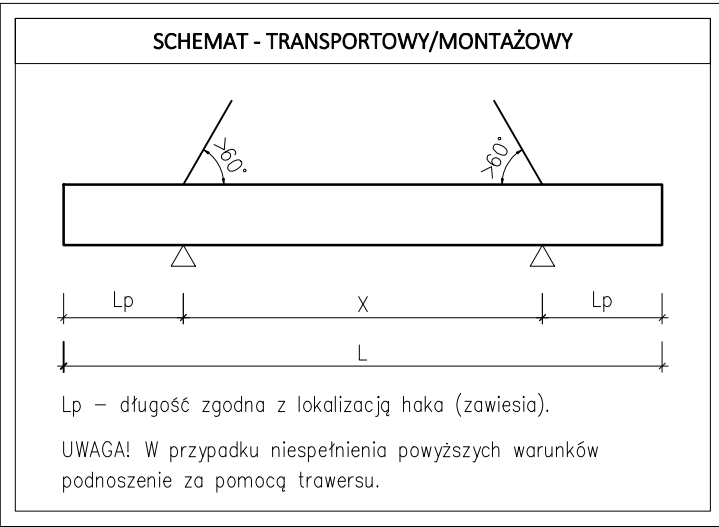 SCHEMAT - TRANSPORTOWY/MONTAŻOWY
>60°
>60°
Lp
X
Lp
L
Lp – długość zgodna z lokalizacją haka (zawiesia).
UWAGA! W przypadku niespełnienia powyższych warunków
podnoszenie za pomocą trawersu.